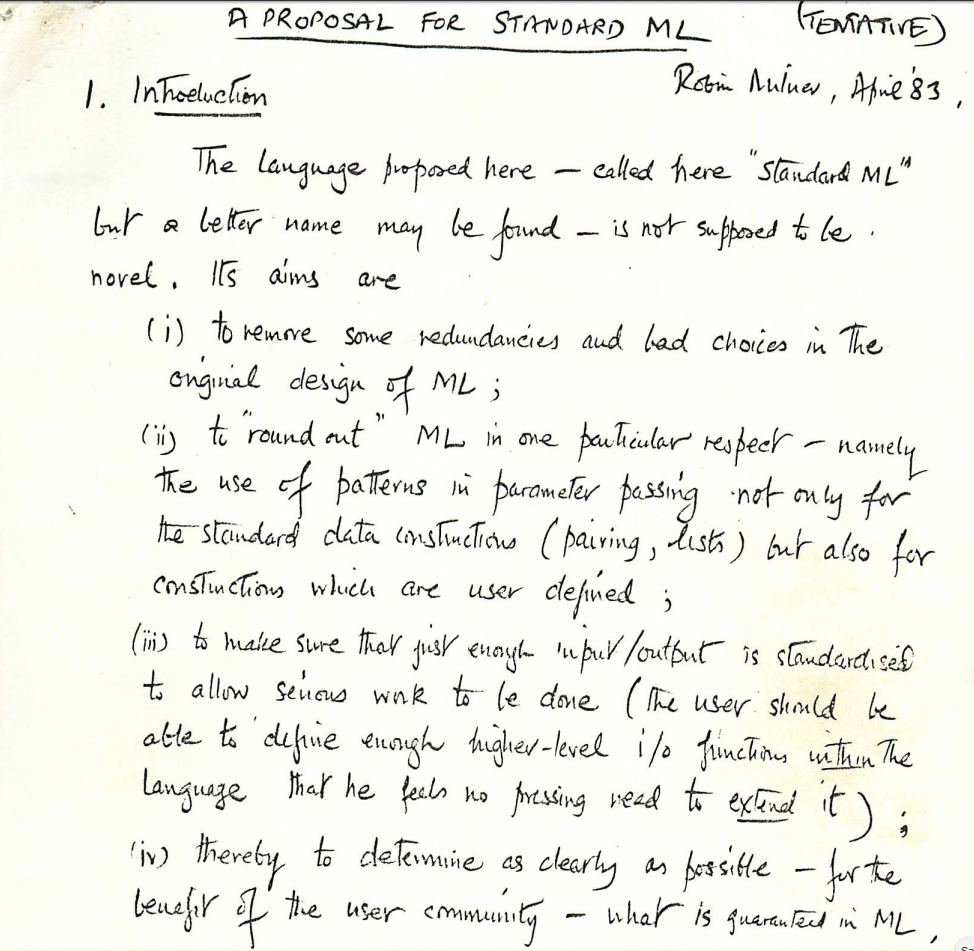 A PROPOSAL FOR STANDARD ML (TENTATIVE)
Robin Milner, April '83,
1. Introduction
The language proposed here – called here "Standard ML"
but a better name may be found – is not supposed to be
novel. Its aims are
(i) to remove some redundancies and bad choices in the
original design of ML;
(ii) to "round out" ML in one particular respect – namely
the use of patterns in parameter passing not only for
the standard data constructions (pairing, lists) but also for
constructions which are user defined;
(iii) to make sure that just enough input/output is standardised
to allow serious work to be done (the user should be
able to define enough higher-level i/o functions within the
language that he feels no pressing need to extend it);
(iv) thereby to determine as clearly as possible – for the
benefit of the user community – what is guaranteed in ML,